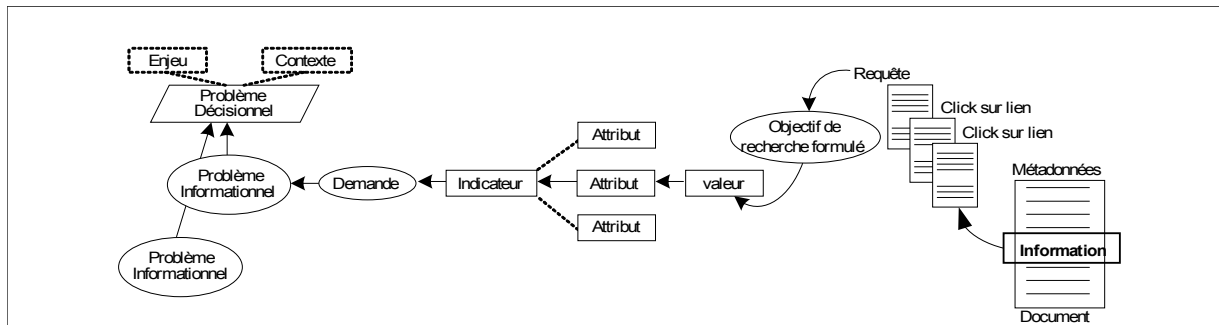 Enjeu
Contexte
Problème
Décisionnel
Problème
Informationnel
Problème
Informationnel
Demande
Indicateur
Attribut
Attribut
Attribut
valeur
Objectif de
recherche formulé
Requête
Click sur lien
Click sur lien
Métadonnées
Information
Document